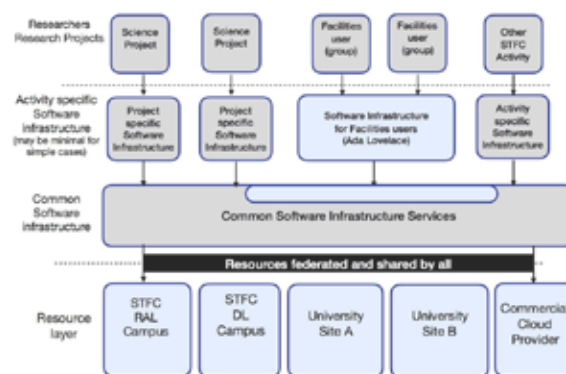 Researchers
Research Projects
Science
Project
Science
Project
Facilities
user
(group)
Facilities
user
(group)
Other
STFC
Activity
Activity specific
Software
infrastructure
(may be minimal for
simple cases)
Project
specific
Software
Infrastructure
Project
specific
Software
Infrastructure
Software Infrastructure
for Facilities users
(Ada Lovelace)
Activity
specific
Software
Infrastructure
Common
Software
infrastructure
Common Software Infrastructure Services
Resources federated and shared by all
Resource
layer
STFC
RAL
Campus
STFC
DL
Campus
University
Site A
University
Site B
Commercial
Cloud
Provider